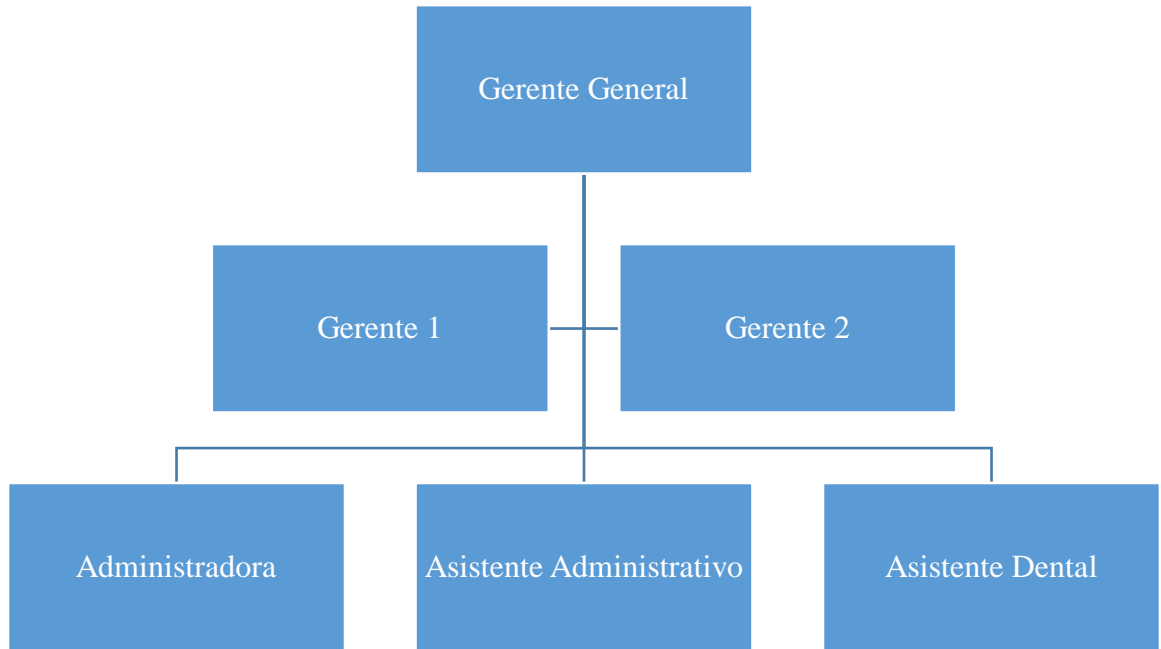 Gerente General
Gerente 1
Gerente 2
Administradora
Asistente Administrativo
Asistente Dental